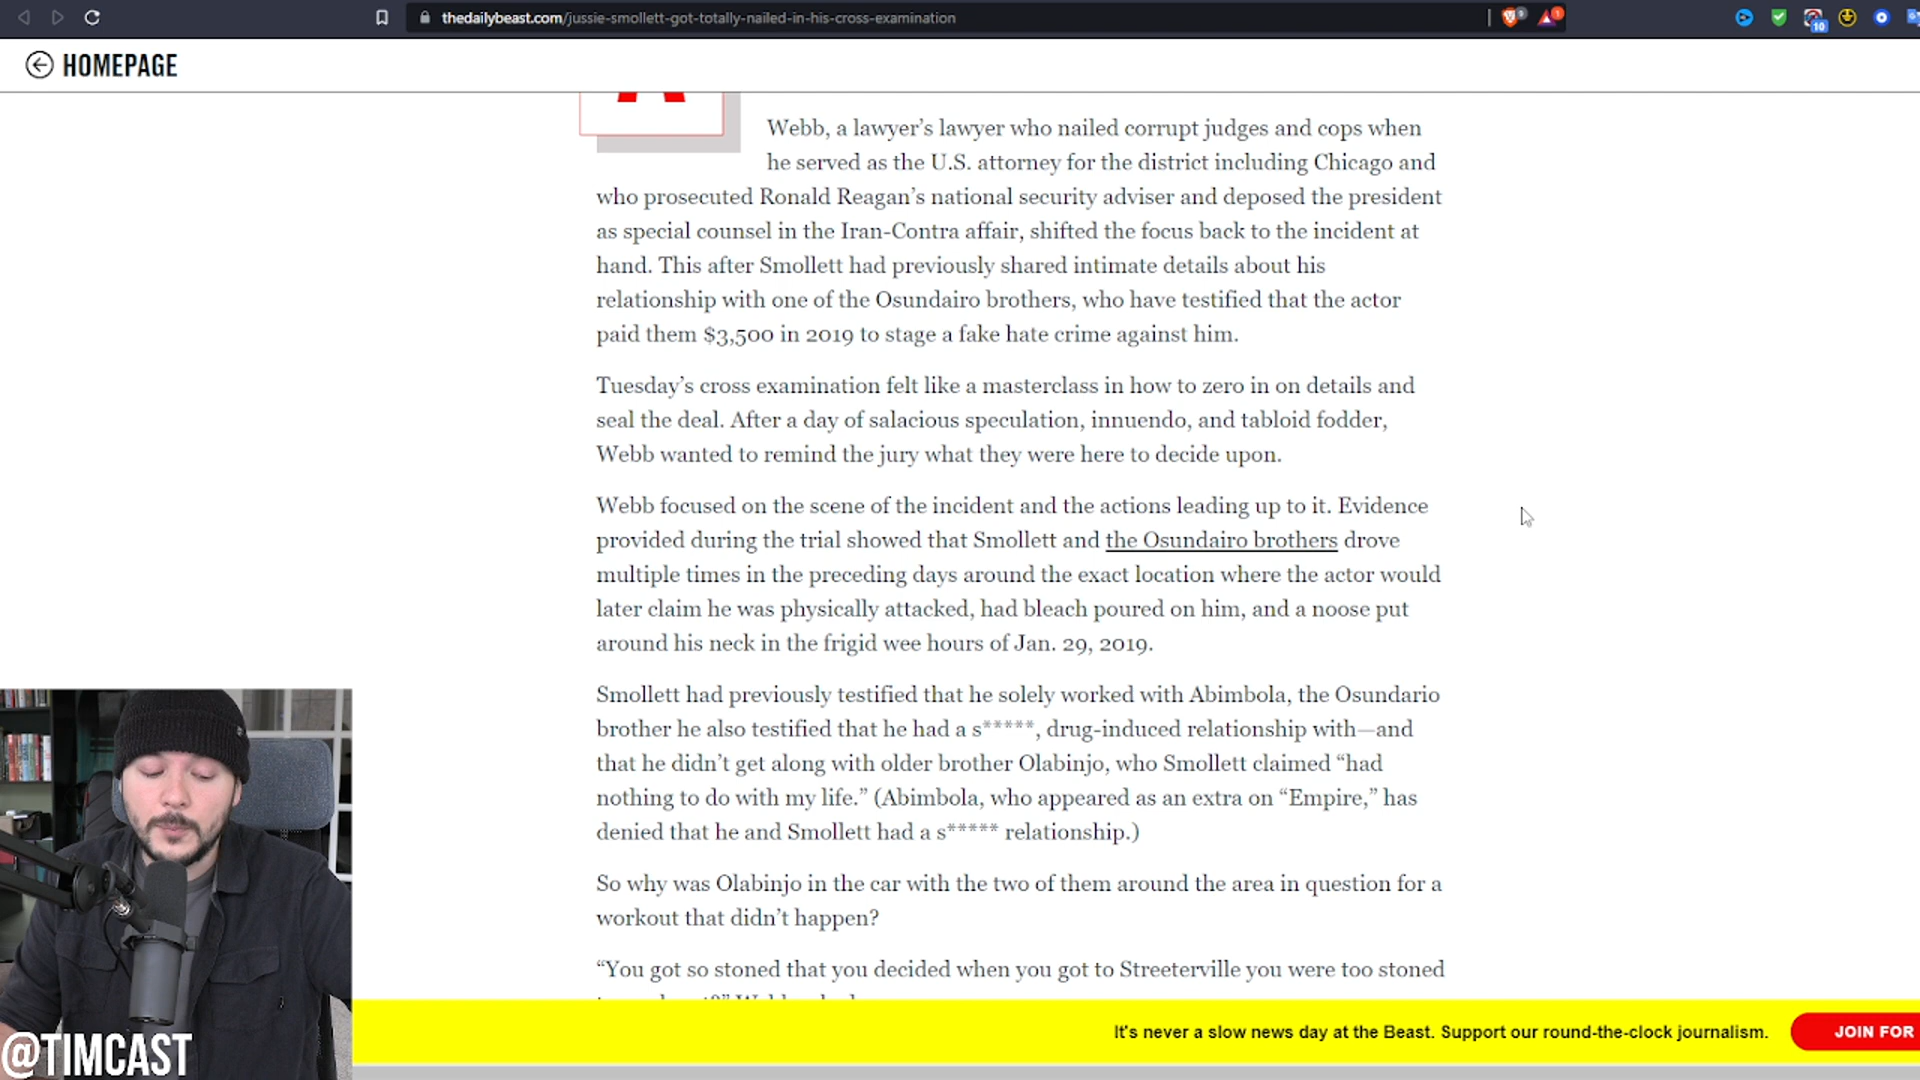 thedailybeast.com/jussie-smollett-got-totally-nailed-in-his-cross-examination
10
HOMEPAGE
Webb, a lawyer’s lawyer who nailed corrupt judges and cops when
he served as the U.S. attorney for the district including Chicago and
who prosecuted Ronald Reagan’s national security adviser and deposed the president
as special counsel in the Iran-Contra affair, shifted the focus back to the incident at
hand. This after Smollett had previously shared intimate details about his
relationship with one of the Osundairo brothers, who have testified that the actor
paid them $3,500 in 2019 to stage a fake hate crime against him.
Tuesday’s cross examination felt like a masterclass in how to zero in on details and
seal the deal. After a day of salacious speculation, innuendo, and tabloid fodder,
Webb wanted to remind the jury what they were here to decide upon.
Webb focused on the scene of the incident and the actions leading up to it. Evidence
provided during the trial showed that Smollett and the Osundairo brothers drove
multiple times in the preceding days around the exact location where the actor would
later claim he was physically attacked, had bleach poured on him, and a noose put
around his neck in the frigid wee hours of Jan. 29, 2019.
Smollett had previously testified that he solely worked with Abimbola, the Osundario
brother he also testified that he had a s*****, drug-induced relationship with—and
that he didn’t get along with older brother Olabinjo, who Smollett claimed “had
nothing to do with my life.” (Abimbola, who appeared as an extra on “Empire,” has
denied that he and Smollett had a s***** relationship.)
So why was Olabinjo in the car with the two of them around the area in question for a
workout that didn’t happen?
“You got so stoned that you decided when you got to Streeterville you were too stoned
It's never a slow news day at the Beast. Support our round-the-clock journalism.
JOIN FOR
@TIMCAST